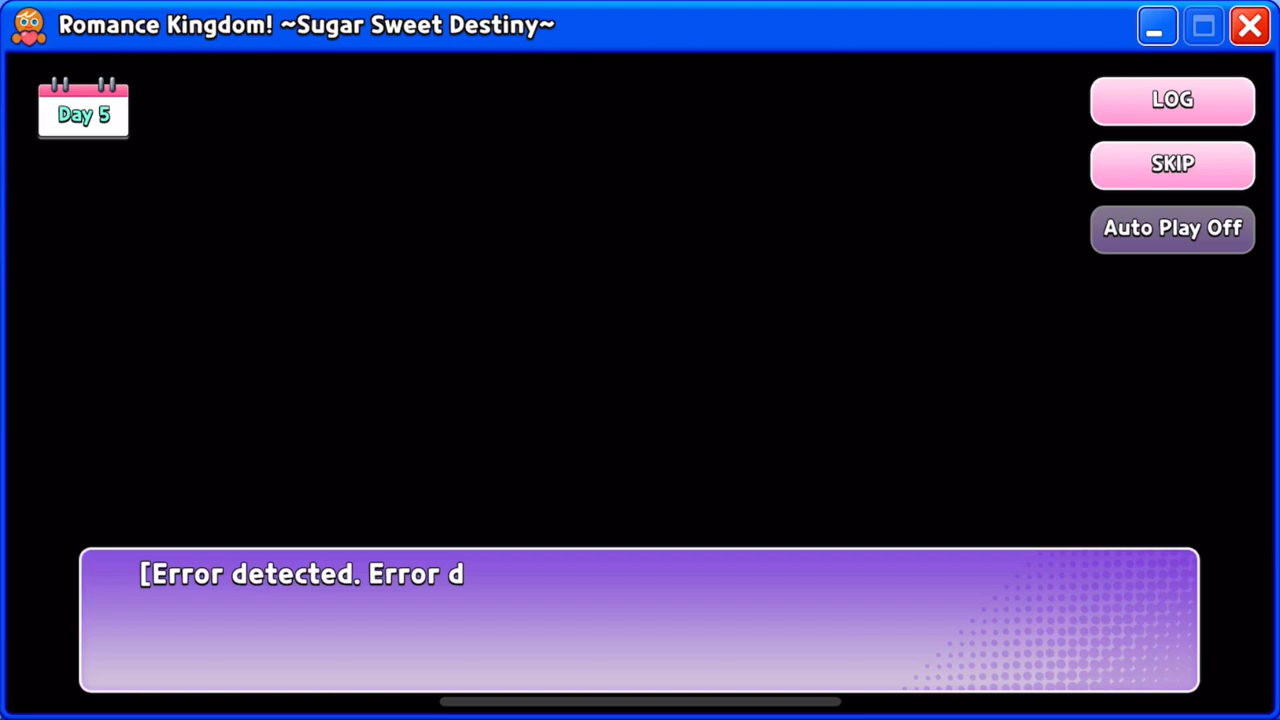 Romance Kingdom! ~Sugar Sweet Destiny~
Day 5
LOG
SKIP
Auto Play Off
[Error detected. Error d